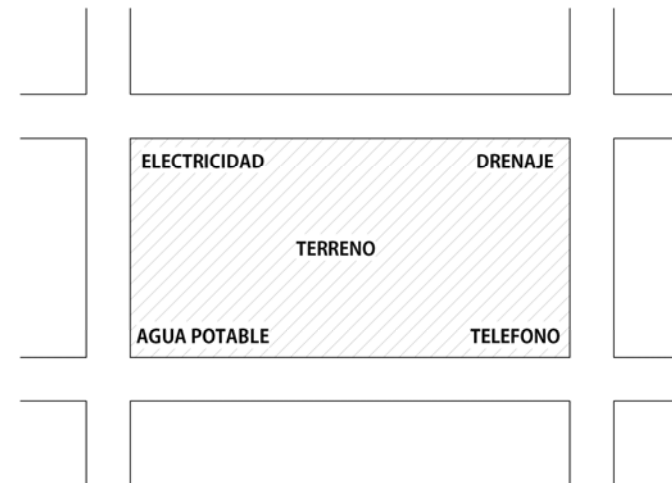 ELECTRICIDAD
DRENAJE
TERRENO
AGUA POTABLE
TELEFONO